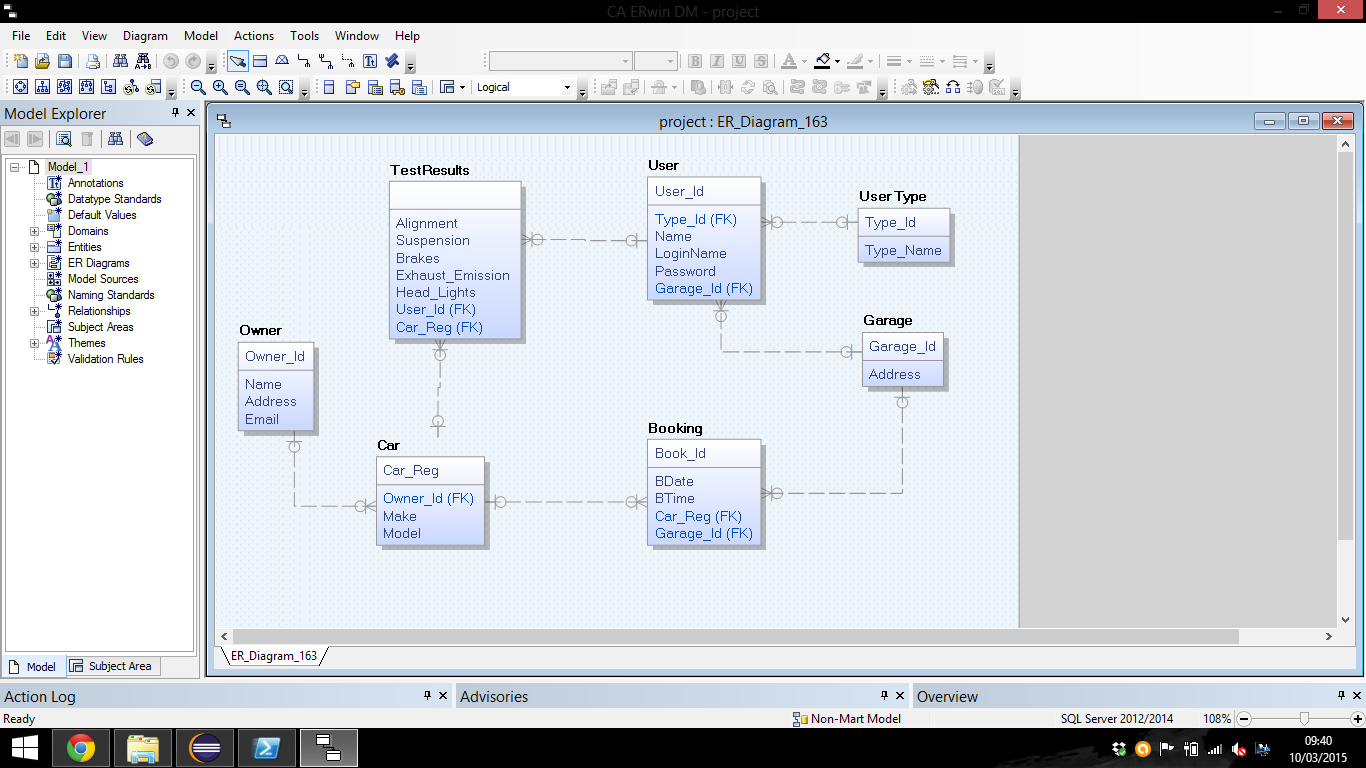 CA ERwin DM - project
File Edit View Diagram Model Actions Tools Window Help
Logical
Model Explorer
Model_1
Annotations
Datatype Standards
Default Values
Domains
Entities
ER Diagrams
Model Sources
Naming Standards
Relationships
Subject Areas
Themes
Validation Rules
Model Subject Area
project : ER_Diagram_163
TestResults
Alignment
Suspension
Brakes
Exhaust_Emission
Head_Lights
User_Id (FK)
Car_Reg (FK)
User
User_Id
Type_Id (FK)
Name
LoginName
Password
Garage_Id (FK)
User Type
Type_Id
Type_Name
Owner
Owner_Id
Name
Address
Email
Garage
Garage_Id
Address
Car
Car_Reg
Owner_Id (FK)
Make
Model
Booking
Book_Id
BDate
BTime
Car_Reg (FK)
Garage_Id (FK)
ER_Diagram_163
Action Log
Advisories
Overview
Ready
Non-Mart Model
SQL Server 2012/2014
108%
09:40
10/03/2015